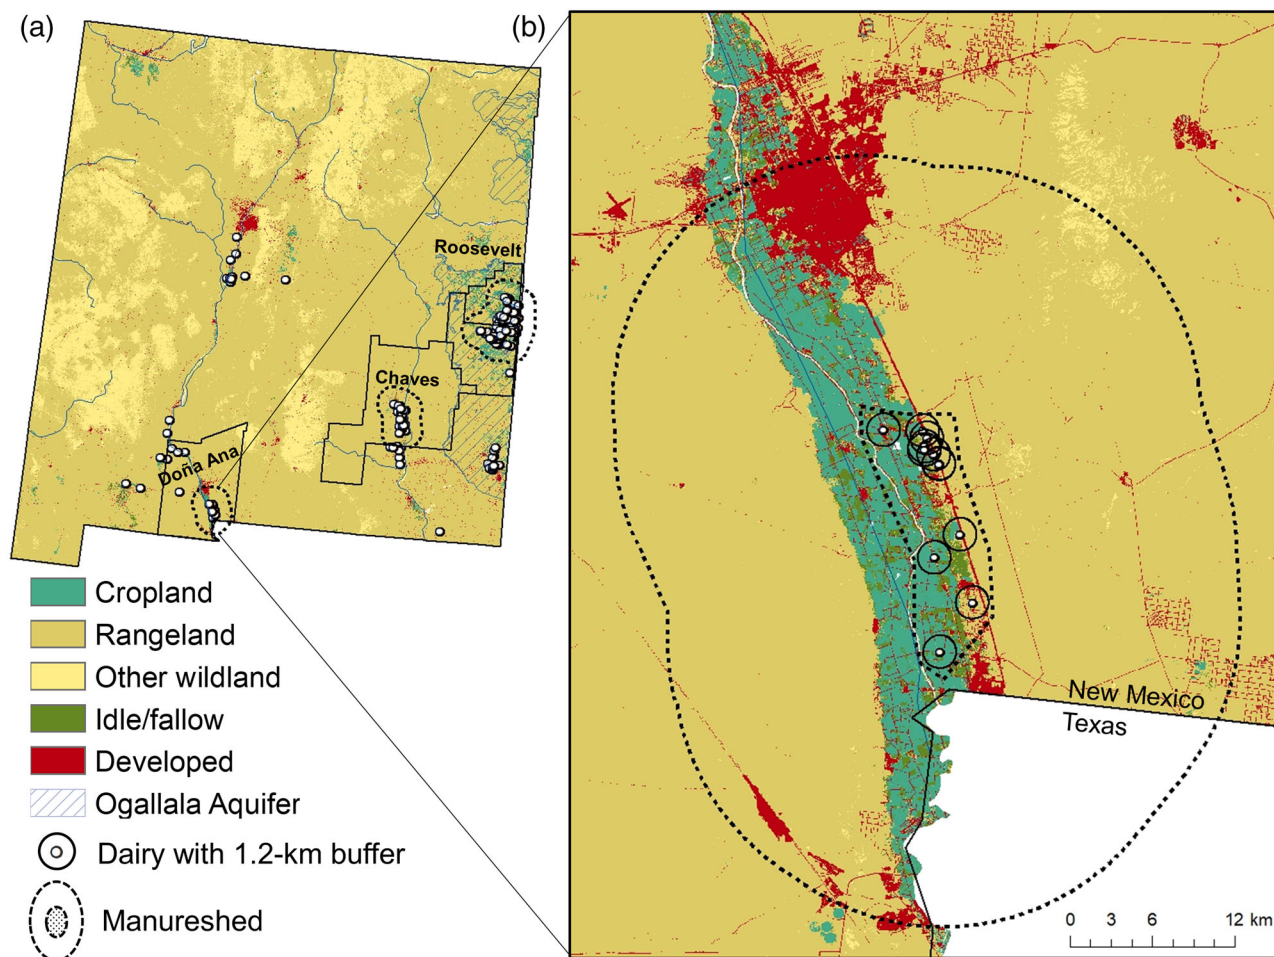 (a)
(b)
Roosevelt
Chaves
Doña Ana
Cropland
Rangeland
Other wildland
Idle/fallow
Developed
Ogallala Aquifer
Dairy with 1.2-km buffer
Manureshed
New Mexico
Texas
0 3 6 12 km